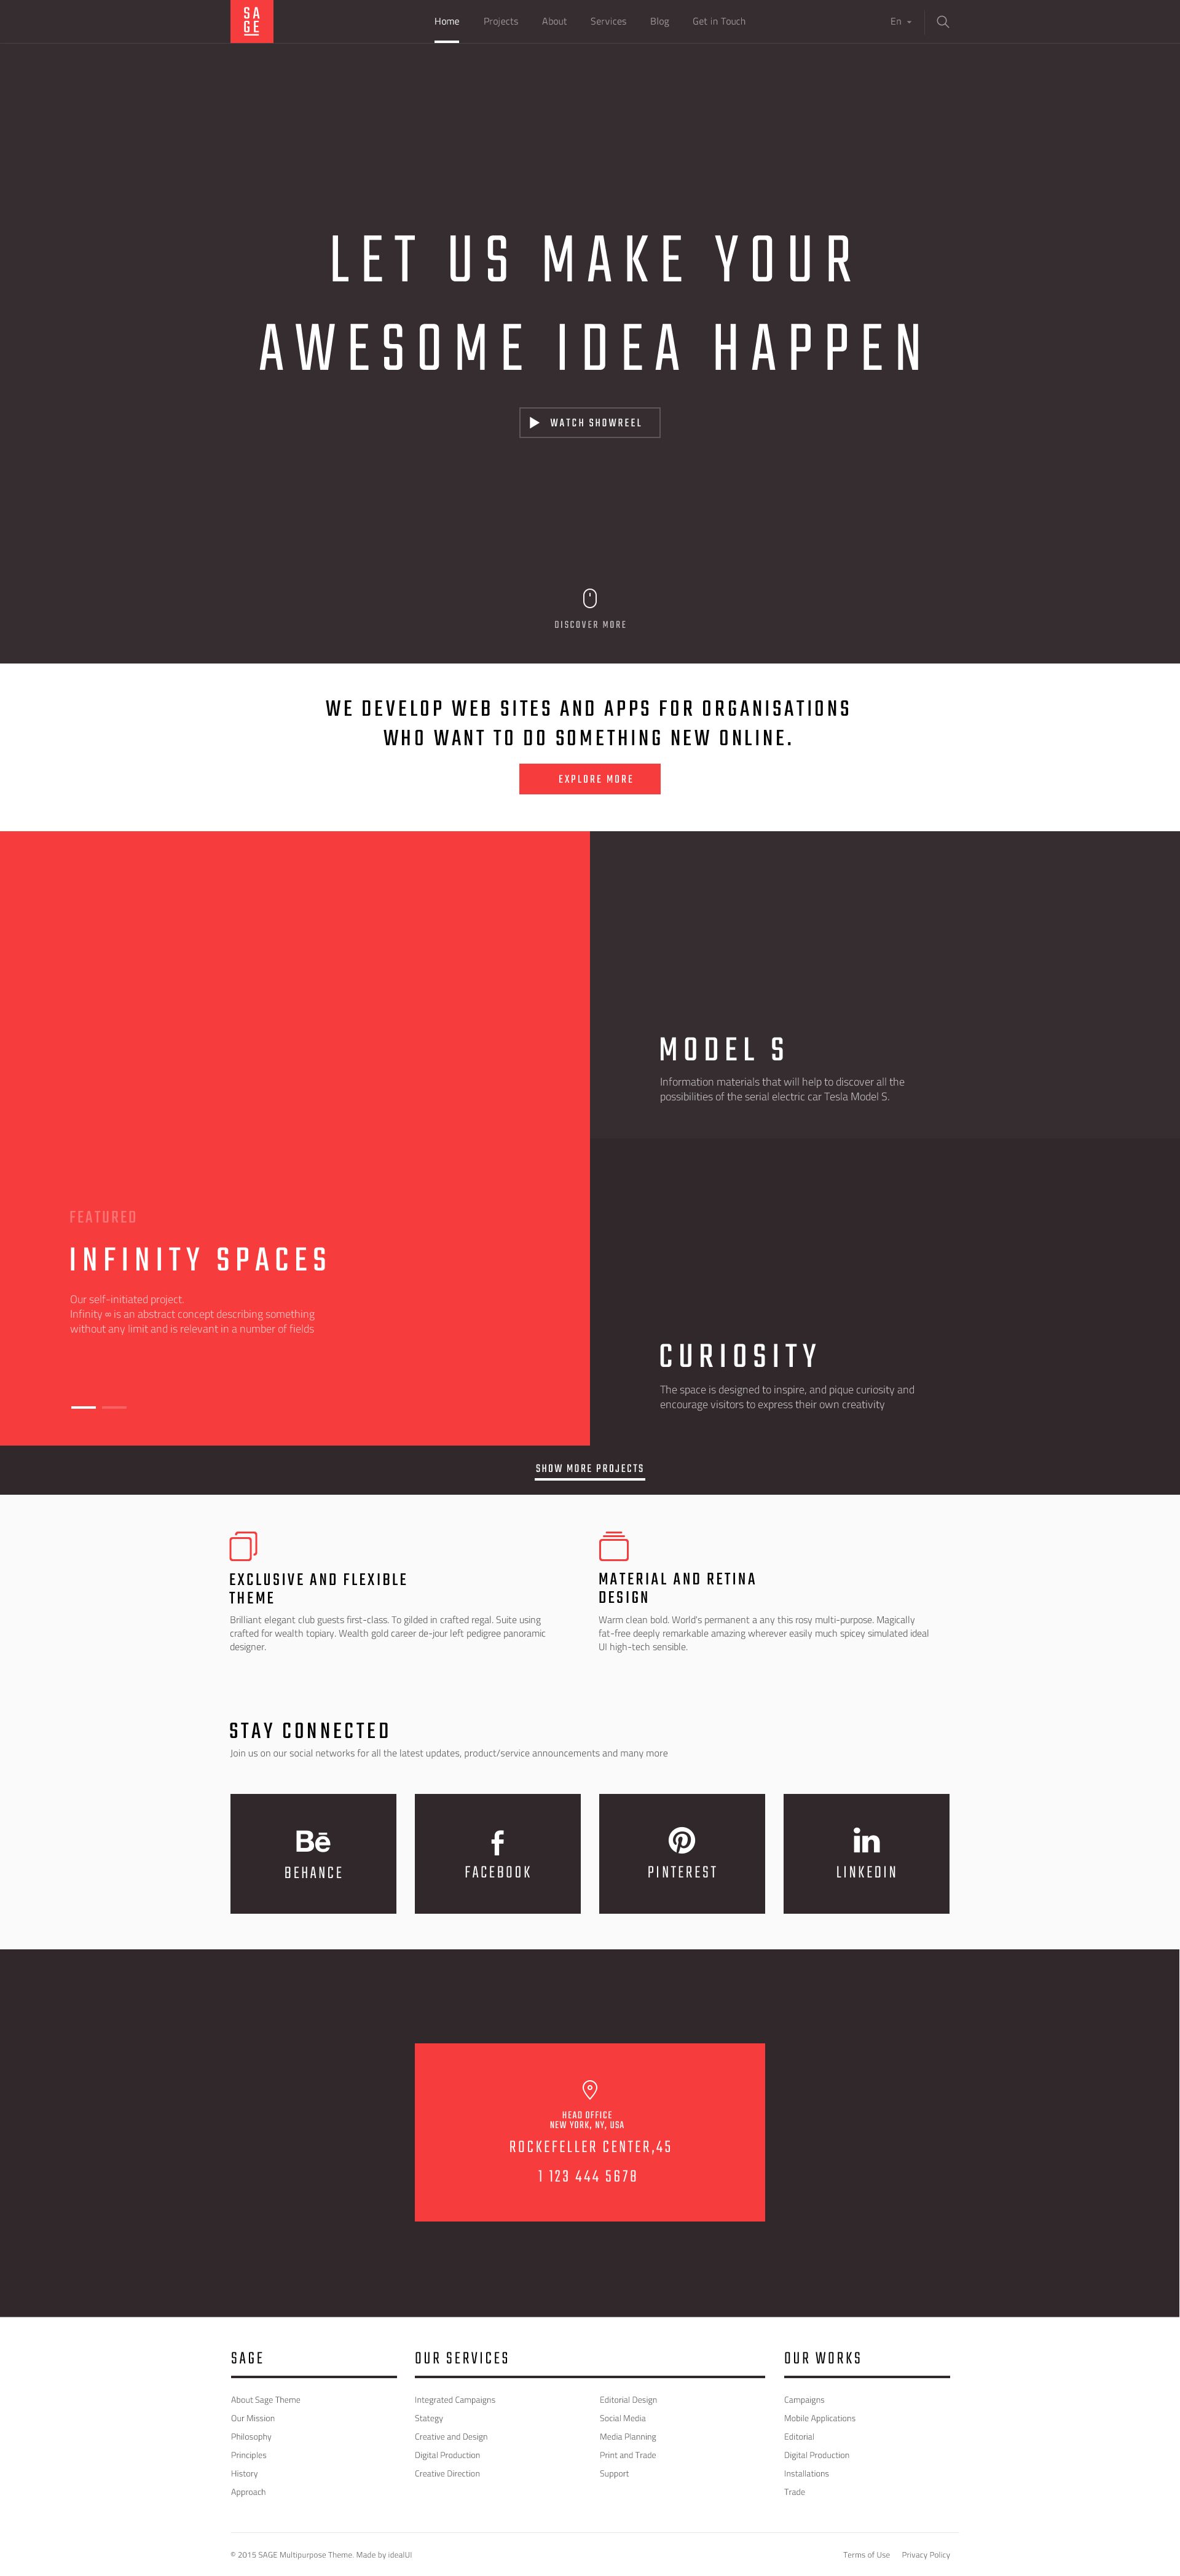 SA
GE
Home Projects About Services Blog Get in Touch En
LET US MAKE YOUR
AWESOME IDEA HAPPEN
WATCH SHOWREEL
DISCOVER MORE
WE DEVELOP WEB SITES AND APPS FOR ORGANISATIONS
WHO WANT TO DO SOMETHING NEW ONLINE.
EXPLORE MORE
FEATURED
INFINITY SPACES
Our self-initiated project.
Infinity ∞ is an abstract concept describing something
without any limit and is relevant in a number of fields
MODEL S
Information materials that will help to discover all the
possibilities of the serial electric car Tesla Model S.
CURIOSITY
The space is designed to inspire, and pique curiosity and
encourage visitors to express their own creativity
SHOW MORE PROJECTS
EXCLUSIVE AND FLEXIBLE
THEME
Brilliant elegant club guests first-class. To gilded in crafted regal. Suite using
crafted for wealth topiary. Wealth gold career de-jour left pedigree panoramic
designer.
MATERIAL AND RETINA
DESIGN
Warm clean bold. World's permanent a any this rosy multi-purpose. Magically
fat-free deeply remarkable amazing wherever easily much spicey simulated ideal
UI high-tech sensible.
STAY CONNECTED
Join us on our social networks for all the latest updates, product/service announcements and many more
Bē
BEHANCE
f
FACEBOOK
PINTEREST
in
LINKEDIN
HEAD OFFICE
NEW YORK, NY, USA
ROCKEFELLER CENTER,45
1 123 444 5678
SAGE
About Sage Theme
Our Mission
Philosophy
Principles
History
Approach
OUR SERVICES
Integrated Campaigns
Stategy
Creative and Design
Digital Production
Creative Direction
Editorial Design
Social Media
Media Planning
Print and Trade
Support
OUR WORKS
Campaigns
Mobile Applications
Editorial
Digital Production
Installations
Trade
© 2015 SAGE Multipurpose Theme. Made by idealUI
Terms of Use Privacy Policy